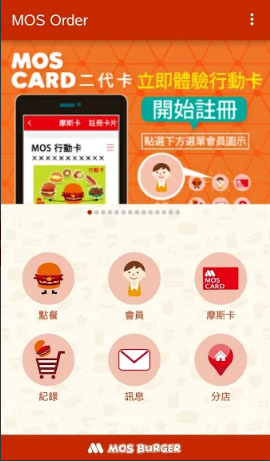 MOS Order
MOS
CARD 二代卡 立即體驗行動卡
開始註冊
點選下方選單會員圖示
摩斯卡 註冊卡片
MOS 行動卡
XXXXXXXXXXXX
點餐
會員
MOS
CARD
摩斯卡
紀錄
訊息
分店
MOS BURGER